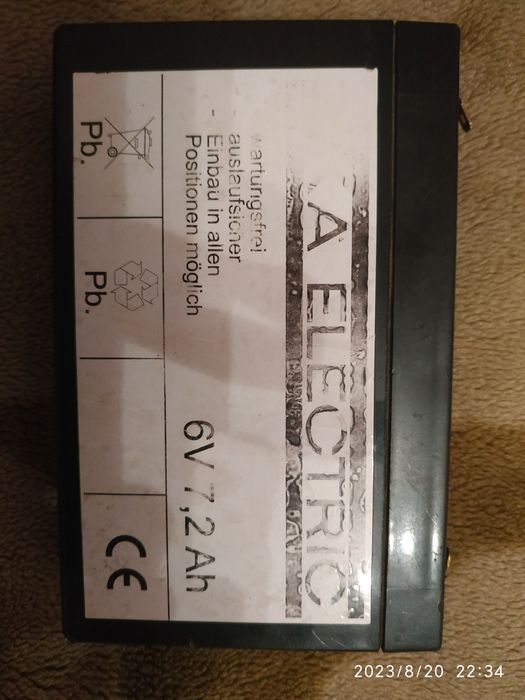 A ELECTRIC
- wartungsfrei
- auslaufsicher
- Einbau in allen
Positionen möglich
6V 7,2 Ah
Pb.
Pb.
CE
2023/8/20 22:34